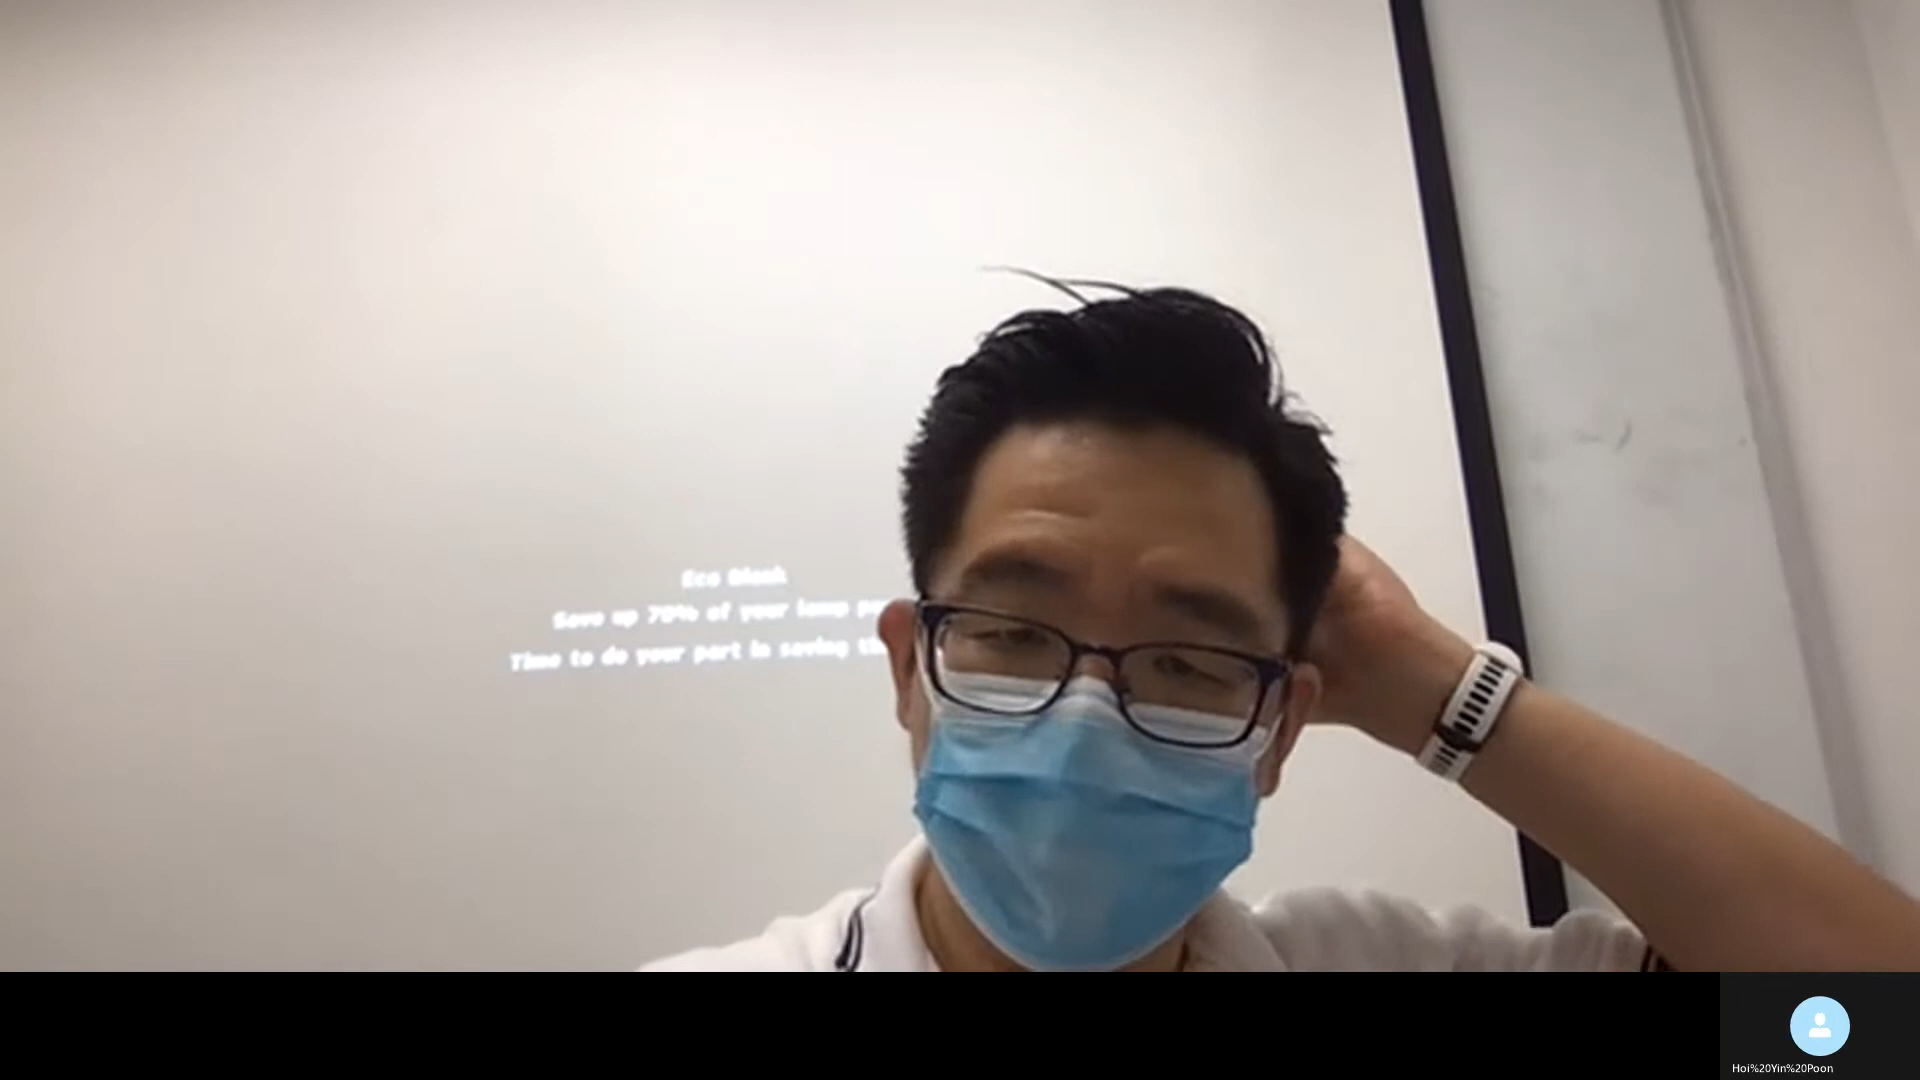 Eco Blank
Save up 70% of your lamp
Time to do your part in saving
Hoi%20Yin%20Poon